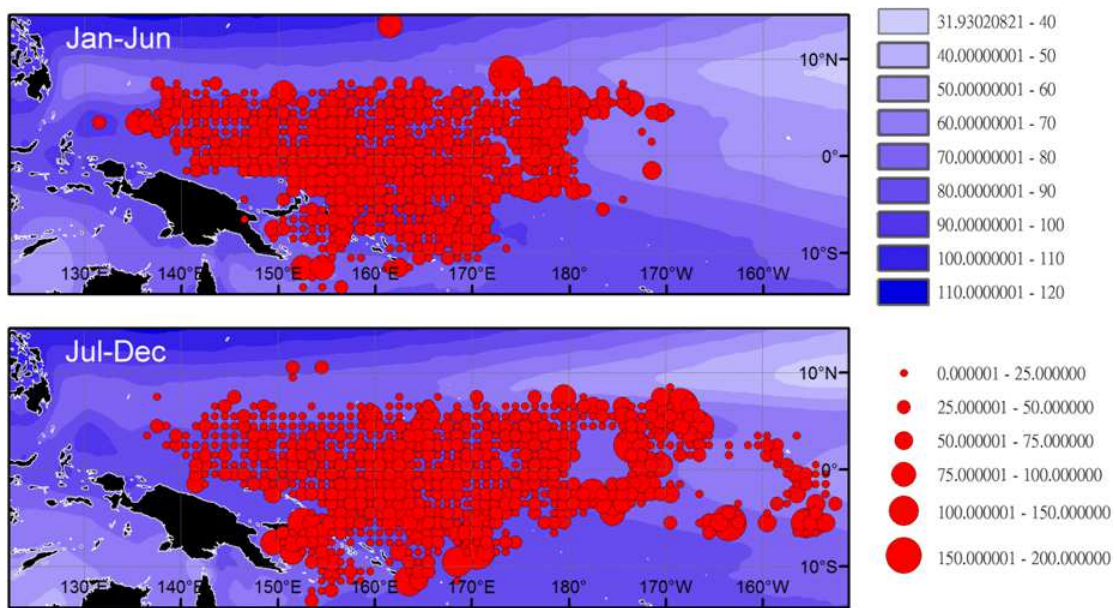 Jan-Jun
10°N
0°
10°S
130°E 140°E 150°E 160°E 170°E 180° 170°W 160°W
31.93020821 - 40
40.00000001 - 50
50.00000001 - 60
60.00000001 - 70
70.00000001 - 80
80.00000001 - 90
90.00000001 - 100
100.0000001 - 110
110.0000001 - 120
Jul-Dec
10°N
0°
10°S
130°E 140°E 150°E 160°E 170°E 180° 170°W 160°W
0.000001 - 25.000000
25.000001 - 50.000000
50.000001 - 75.000000
75.000001 - 100.000000
100.000001 - 150.000000
150.000001 - 200.000000